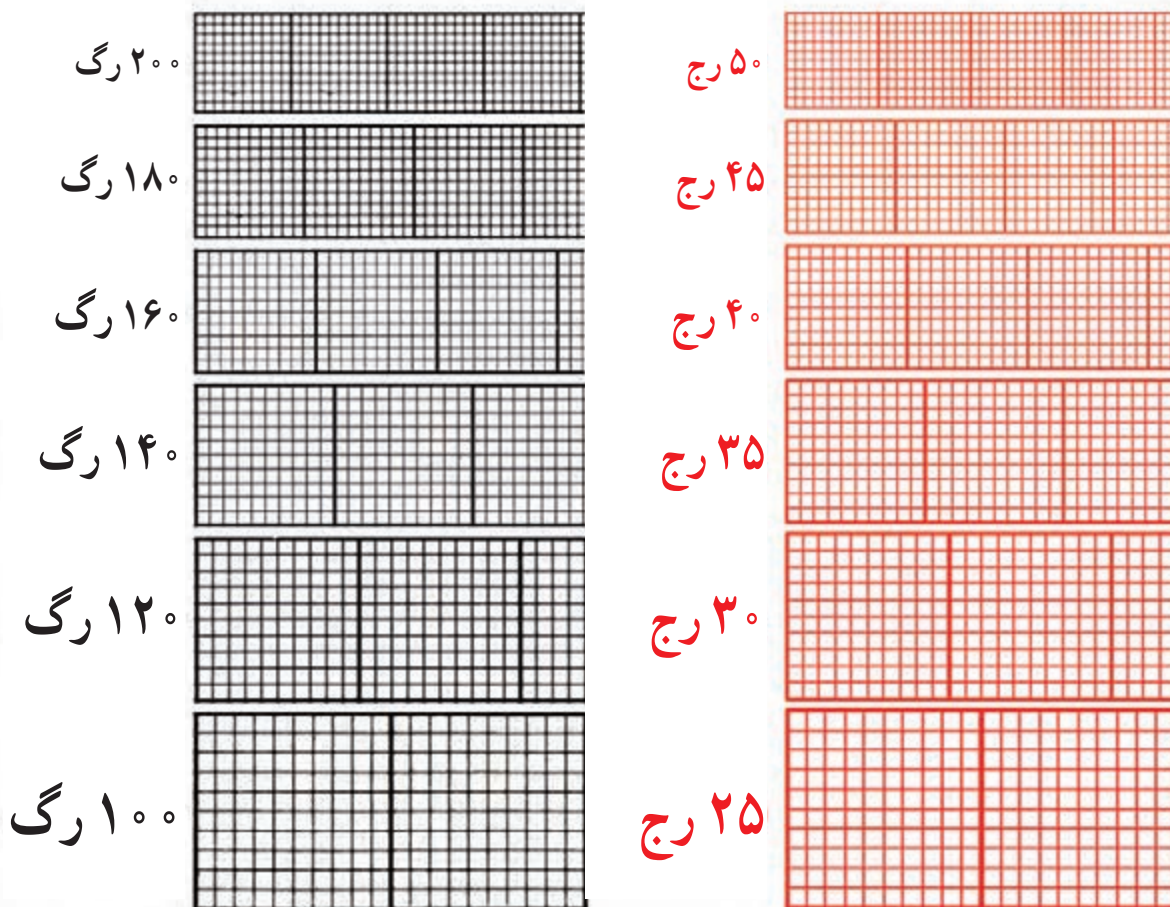 ۵۰ رج
۴۵ رج
۴۰ رج
۳۵ رج
۳۰ رج
۲۵ رج
۲۰۰ رگ
۱۸۰ رگ
۱۶۰ رگ
۱۴۰ رگ
۱۲۰ رگ
۱۰۰ رگ